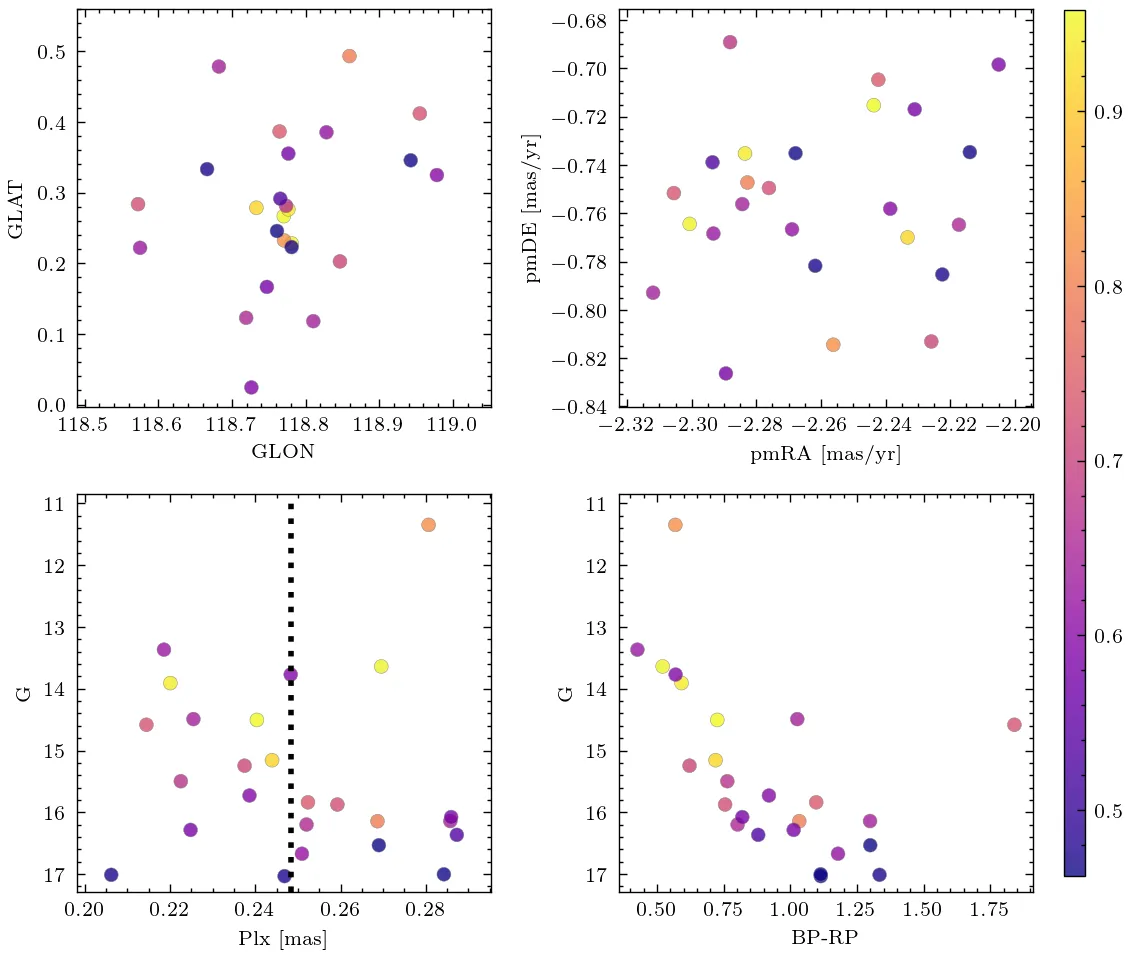 0.5
0.4
0.3
0.2
0.1
0.0
GLAT
118.5 118.6 118.7 118.8 118.9 119.0
GLON
−0.68
−0.70
−0.72
−0.74
−0.76
−0.78
−0.80
−0.82
−0.84
pmDE [mas/yr]
−2.32 −2.30 −2.28 −2.26 −2.24 −2.22 −2.20
pmRA [mas/yr]
0.9
0.8
0.7
0.6
0.5
11
12
13
14
15
16
17
G
0.20 0.22 0.24 0.26 0.28
Plx [mas]
11
12
13
14
15
16
17
G
0.50 0.75 1.00 1.25 1.50 1.75
BP-RP